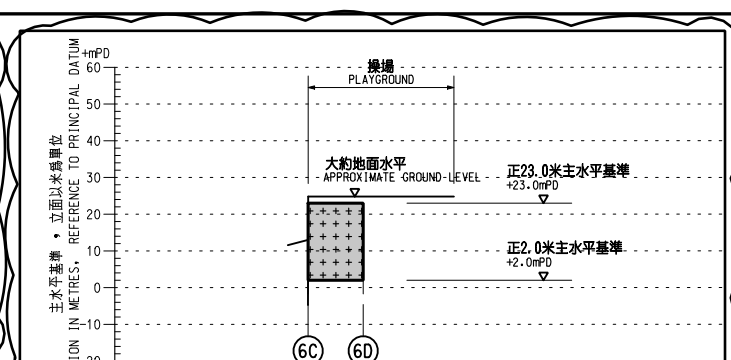 主水平基準，立面以米爲單位
ION IN METRES, REFERENCE TO PRINCIPAL DATUM
+mPD
60
50
40
30
20
10
0
-10
-20
操場
PLAYGROUND
大約地面水平
APPROXIMATE GROUND LEVEL
正23.0米主水平基準
+23.0mPD
正2.0米主水平基準
+2.0mPD
6C
6D